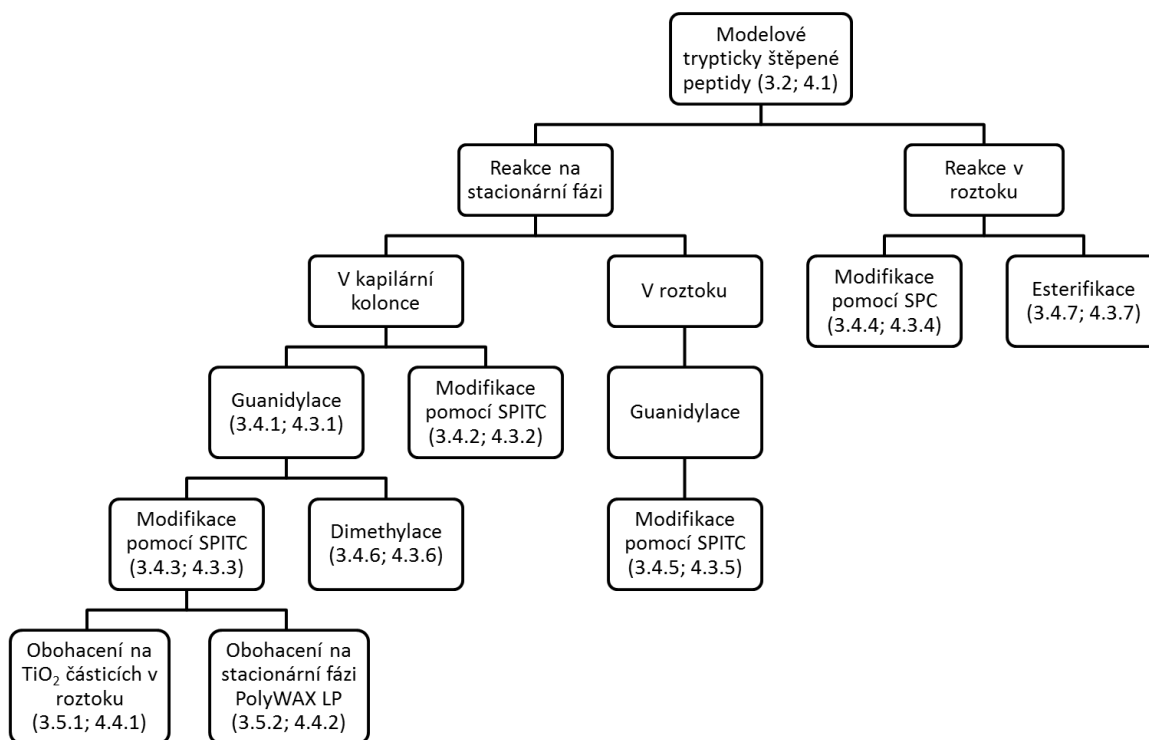 Modelové
trypticky štěpené
peptidy (3.2; 4.1)
Reakce na
stacionární fázi
Reakce v
roztoku
V kapilární
kolonce
V roztoku
Modifikace
pomocí SPC
(3.4.4; 4.3.4)
Esterifikace
(3.4.7; 4.3.7)
Guanidylace
(3.4.1; 4.3.1)
Modifikace
pomocí SPITC
(3.4.2; 4.3.2)
Guanidylace
Modifikace
pomocí SPITC
(3.4.3; 4.3.3)
Dimethylace
(3.4.6; 4.3.6)
Modifikace
pomocí SPITC
(3.4.5; 4.3.5)
Obohacení na
TiO₂ částicích v
roztoku
(3.5.1; 4.4.1)
Obohacení na
stacionární fázi
PolyWAX LP
(3.5.2; 4.4.2)